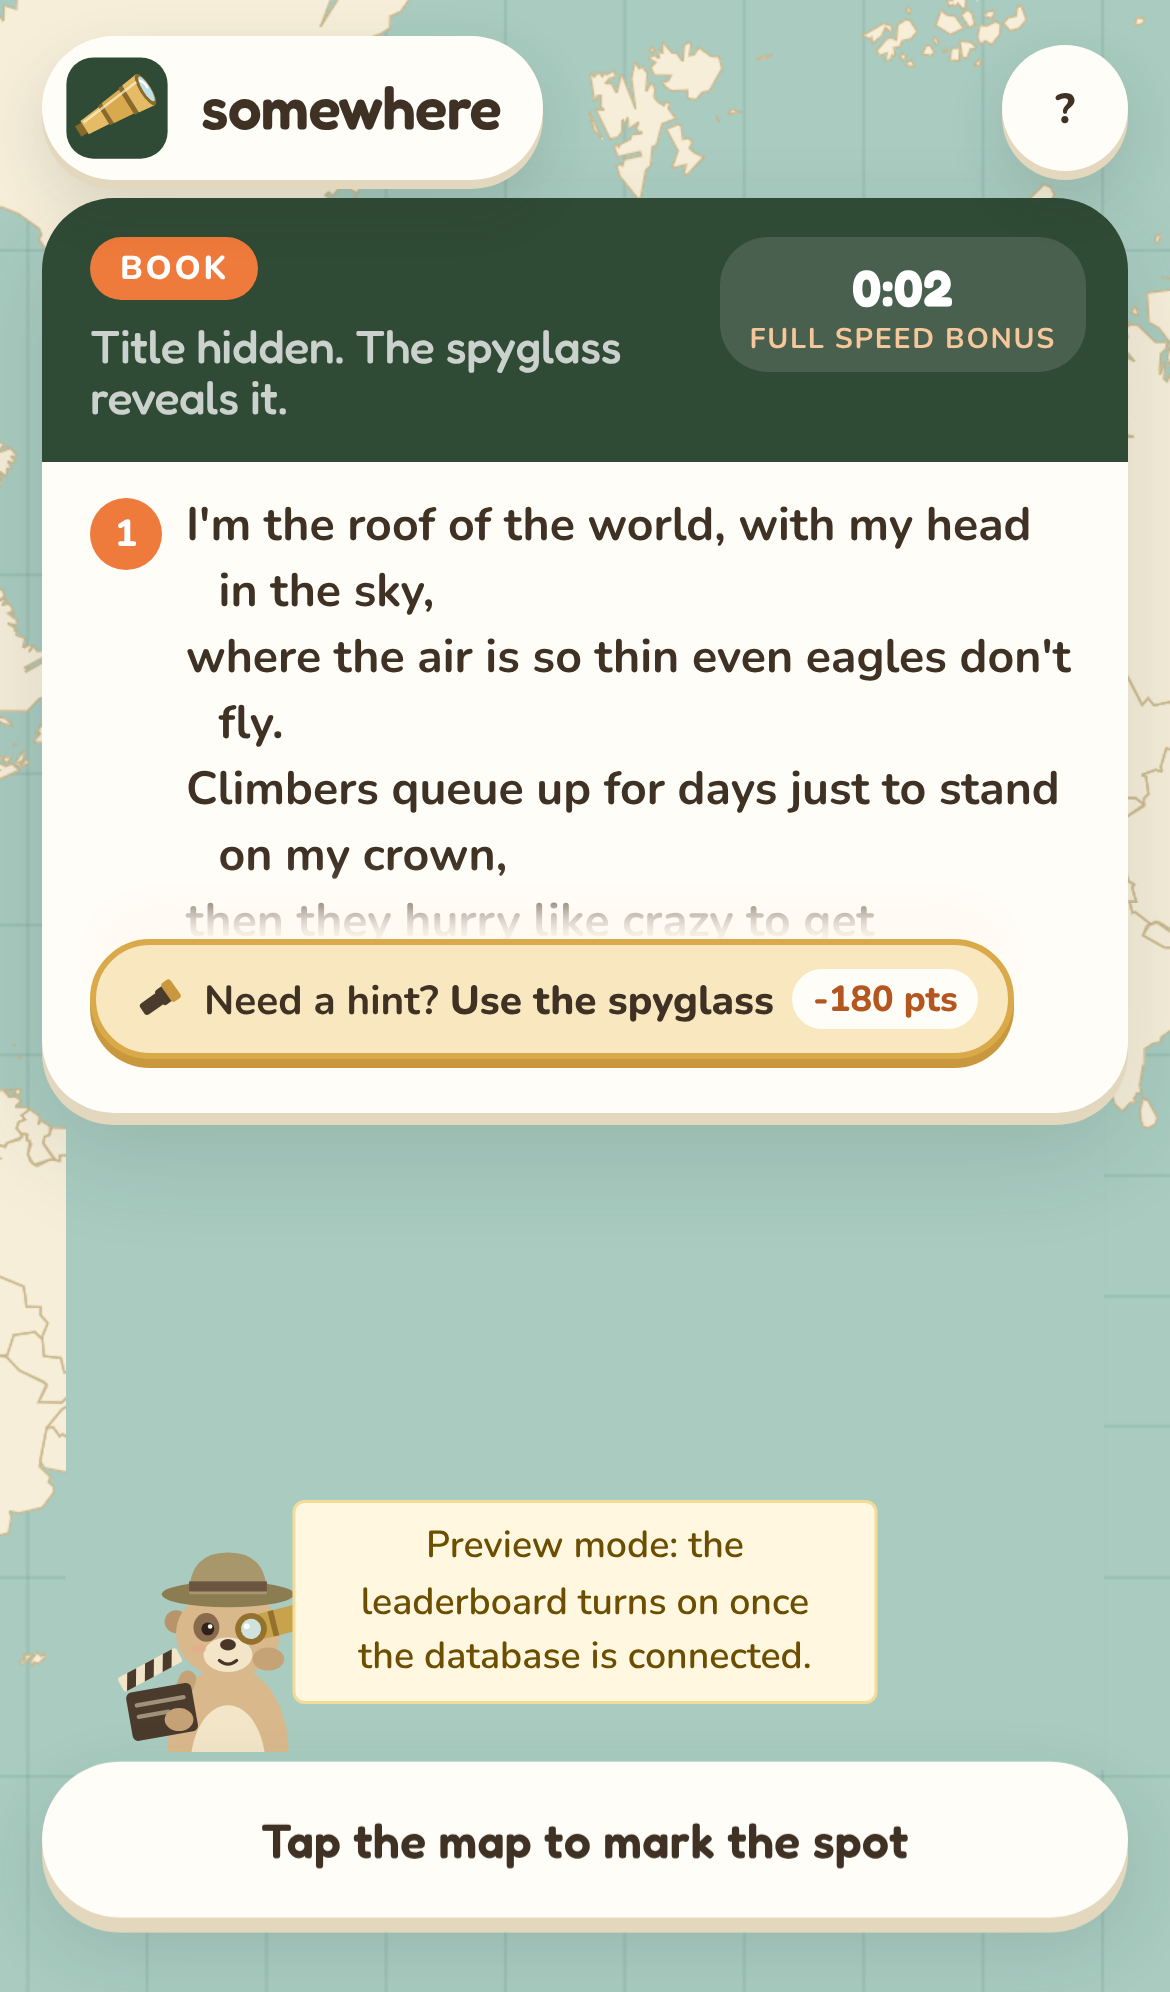 somewhere
?
BOOK
0:02
FULL SPEED BONUS
Title hidden. The spyglass
reveals it.
1
I'm the roof of the world, with my head
in the sky,
where the air is so thin even eagles don't
fly.
Climbers queue up for days just to stand
on my crown,
then they hurry like crazy to get
Need a hint? Use the spyglass -180 pts
Preview mode: the
leaderboard turns on once
the database is connected.
Tap the map to mark the spot